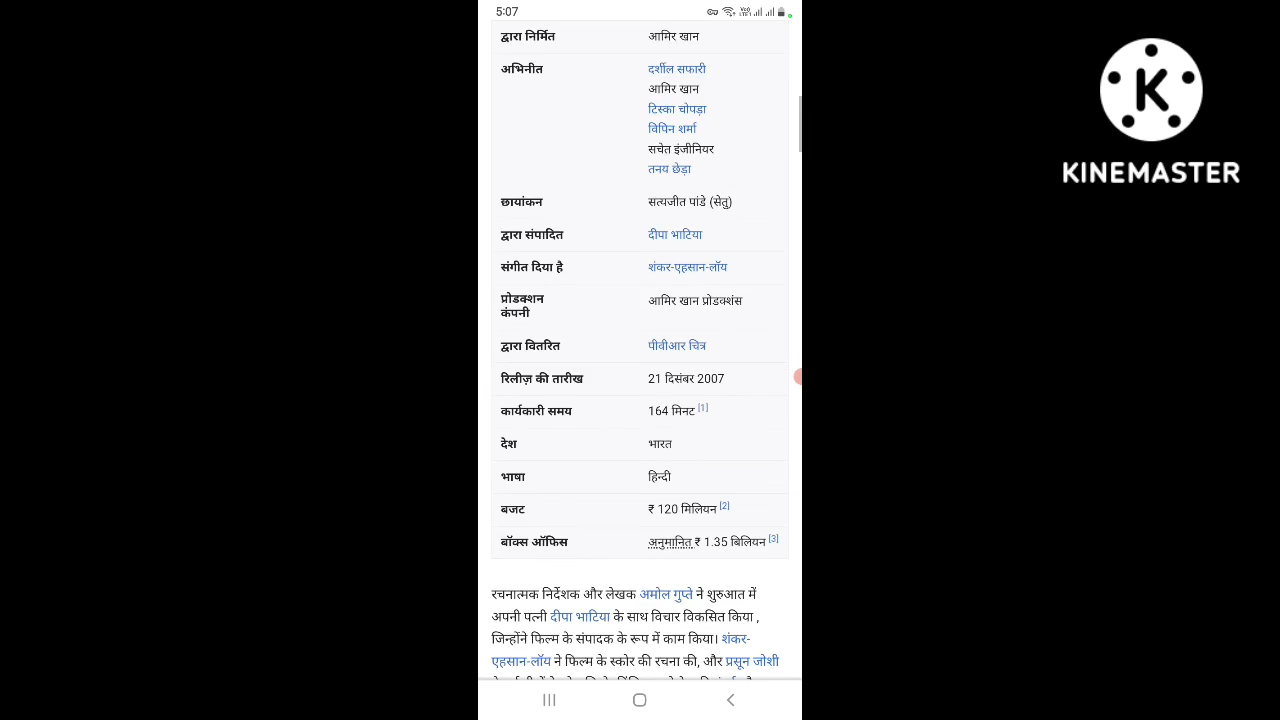 5:07
द्वारा निर्मित आमिर खान
अभिनीत दर्शील सफारी
आमिर खान
टिस्का चोपड़ा
विपिन शर्मा
सचेत इंजीनियर
तनय छेड़ा
छायांकन सत्यजीत पांडे (सेतु)
द्वारा संपादित दीपा भाटिया
संगीत दिया है शंकर-एहसान-लॉय
प्रोडक्शन
कंपनी आमिर खान प्रोडक्शंस
द्वारा वितरित पीवीआर चित्र
रिलीज़ की तारीख 21 दिसंबर 2007
कार्यकारी समय 164 मिनट [1]
देश भारत
भाषा हिन्दी
बजट ₹ 120 मिलियन [2]
बॉक्स ऑफिस अनुमानित ₹ 1.35 बिलियन [3]
रचनात्मक निर्देशक और लेखक अमोल गुप्ते ने शुरुआत में
अपनी पत्नी दीपा भाटिया के साथ विचार विकसित किया ,
जिन्होंने फिल्म के संपादक के रूप में काम किया। शंकर-
एहसान-लॉय ने फिल्म के स्कोर की रचना की, और प्रसून जोशी
K
KINEMASTER